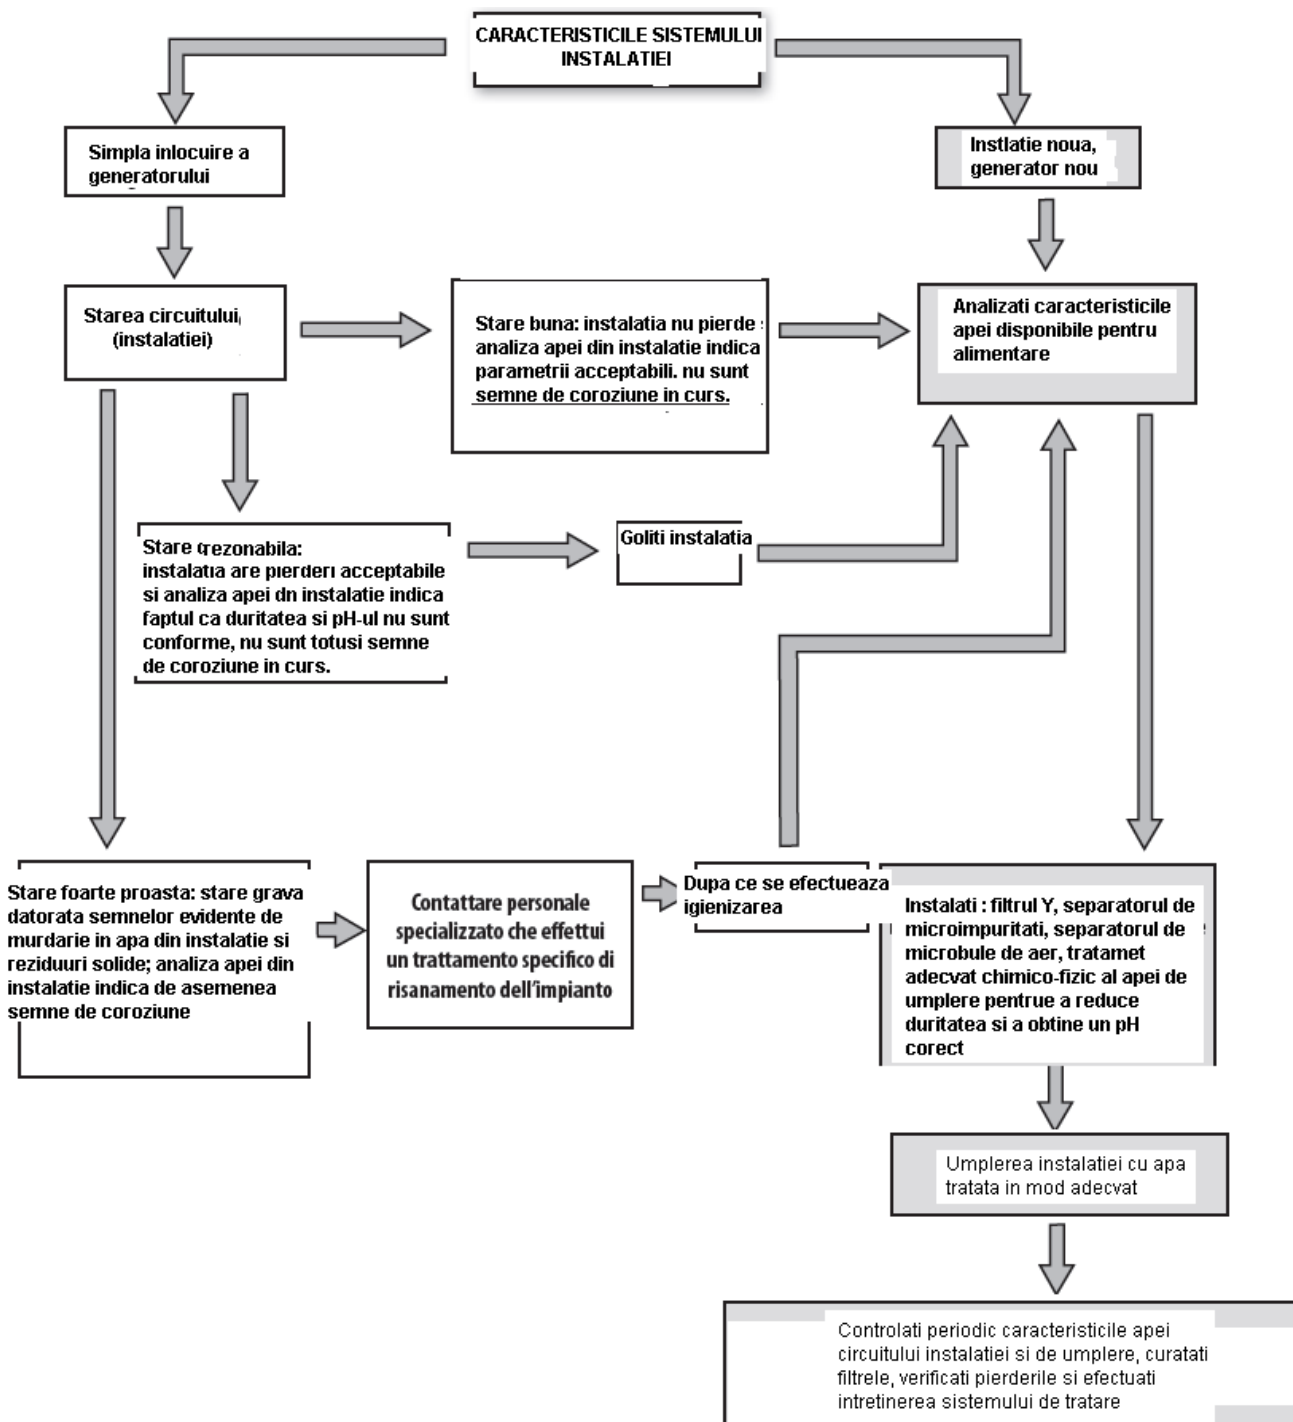 CARACTERISTICILE SISTEMULUI
INSTALATIEI
Simpla inlocuire a
generatorului
Instlatie noua,
generator nou
Starea circuitului
(instalatiei)
Stare buna: instalatia nu pierde
analiza apei din instalatie indica
parametrii acceptabili. nu sunt
semne de coroziune in curs.
Analizati caracteristicile
apei disponibile pentru
alimentare
Stare rezonabila:
instalatia are pierderi acceptabile
si analiza apei dn instalatie indica
faptul ca duritatea si pH-ul nu sunt
conforme, nu sunt totusi semne
de coroziune in curs.
Goliti instalatia
Stare foarte proasta: stare grava
datorata semnelor evidente de
murdarie in apa din instalatie si
reziduuri solide; analiza apei din
instalatie indica de asemenea
semne de coroziune
Contattare personale
specializzato che effettui
un trattamento specifico di
risanamento dell'impianto
Dupa ce se efectueaza
igienizarea
Instalati : filtrul Y, separatorul de
microimpuritati, separatorul de
microbule de aer, tratamet
adecvat chimico-fizic al apei de
umplere pentrue a reduce
duritatea si a obtine un pH
corect
Umplerea instalatiei cu apa
tratata in mod adecvat
Controlati periodic caracteristicile apei
circuitului instalatiei si de umplere, curatati
filtrele, verificati pierderile si efectuati
intretinerea sistemului de tratare